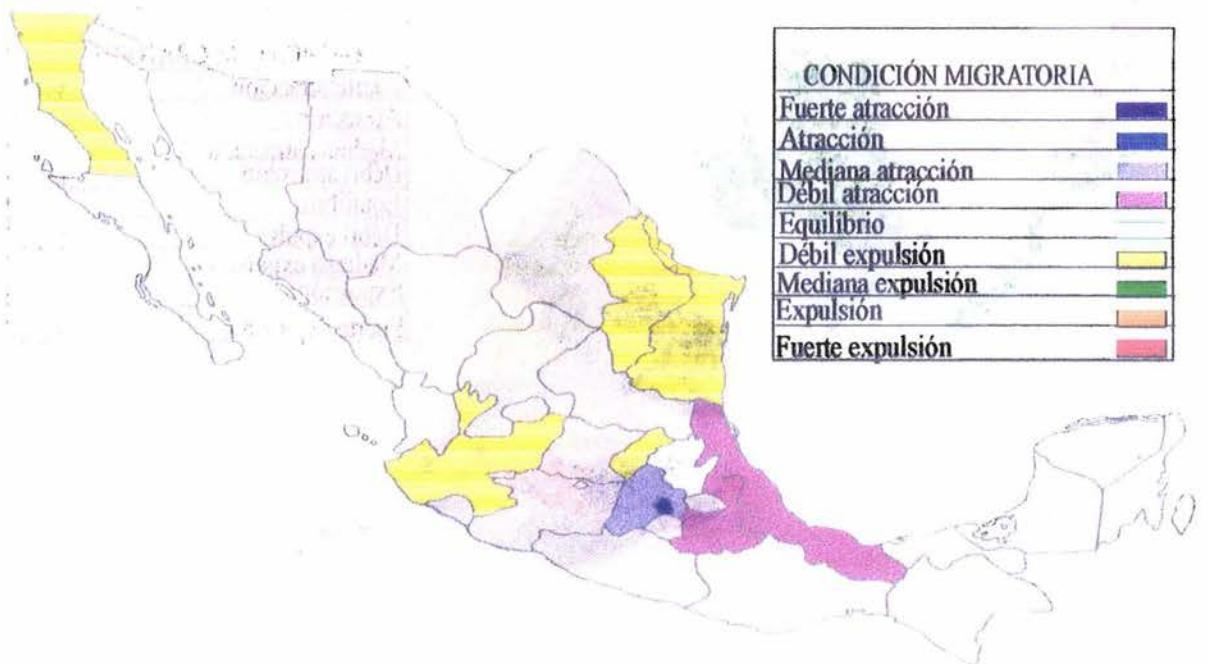 CONDICIÓN MIGRATORIA
Fuerte atracción
Atracción
Mediana atracción
Débil atracción
Equilibrio
Débil expulsión
Mediana expulsión
Expulsión
Fuerte expulsión